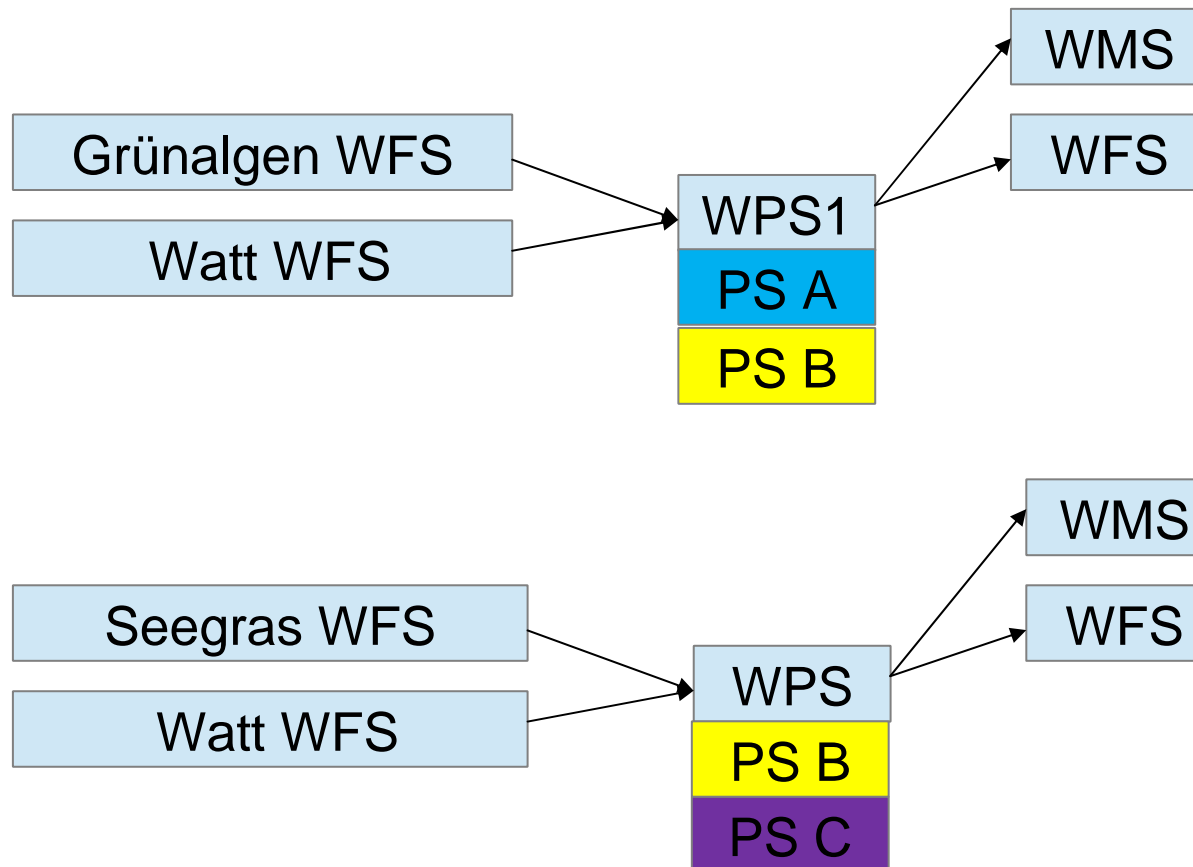 WMS
Grünalgen WFS
WFS
WPS1
Watt WFS
PS A
PS B
WMS
Seegras WFS
WFS
WPS
Watt WFS
PS B
PS C